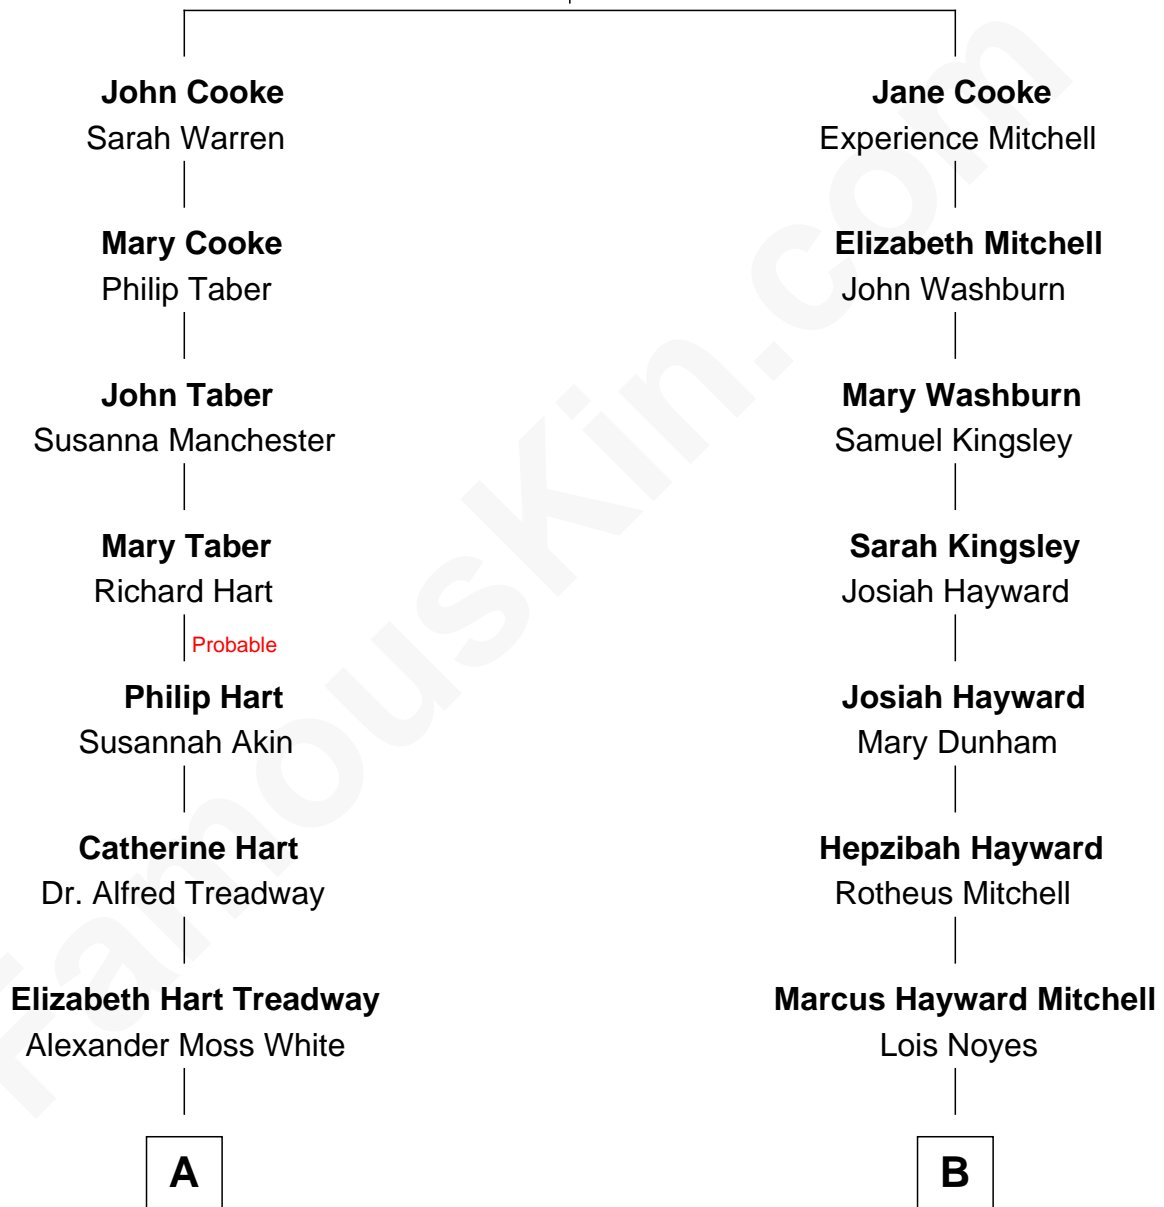 John Cooke
Sarah Warren
Mary Cooke
Philip Taber
John Taber
Susanna Manchester
Mary Taber
Richard Hart
Probable
Philip Hart
Susannah Akin
Catherine Hart
Dr. Alfred Treadway
Elizabeth Hart Treadway
Alexander Moss White
A
Jane Cooke
Experience Mitchell
Elizabeth Mitchell
John Washburn
Mary Washburn
Samuel Kingsley
Sarah Kingsley
Josiah Hayward
Josiah Hayward
Mary Dunham
Hepzibah Hayward
Rotheus Mitchell
Marcus Hayward Mitchell
Lois Noyes
B
FamousKin.com